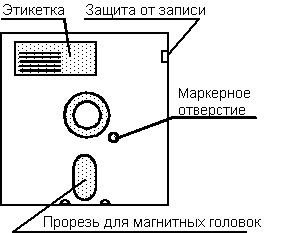 Этикетка
Защита от записи
Маркерное
отверстие
Прорезь для магнитных головок